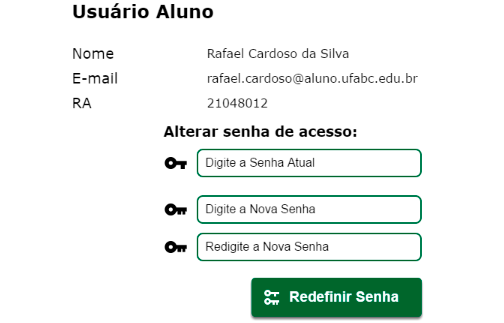 Usuário Aluno
Nome Rafael Cardoso da Silva
E-mail rafael.cardoso@aluno.ufabc.edu.br
RA 21048012
Alterar senha de acesso:
Digite a Senha Atual
Digite a Nova Senha
Redigite a Nova Senha
Redefinir Senha